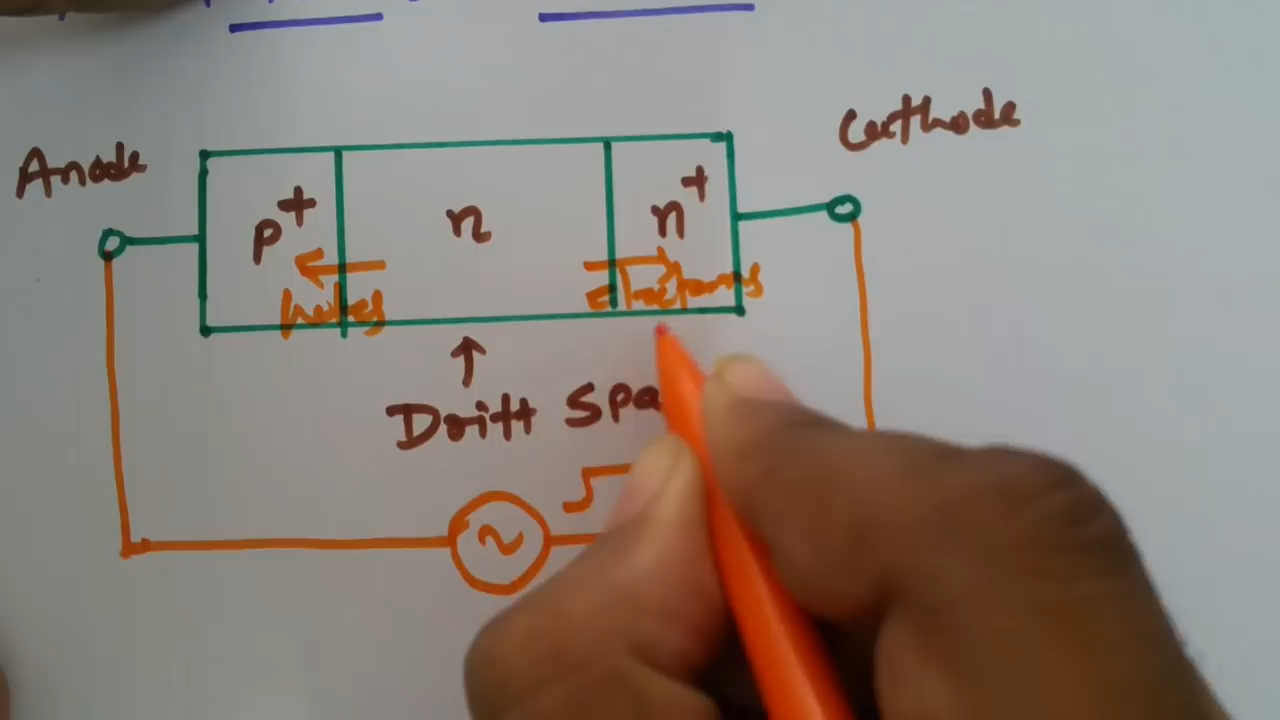 Anode
Cathode
p+
n
n+
holes
electrons
Drift Spa